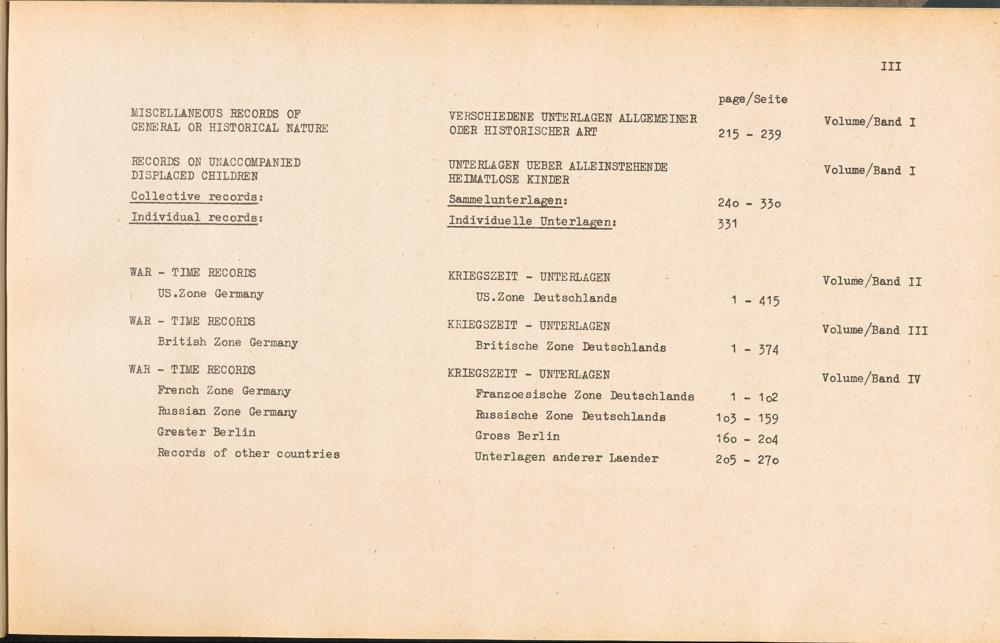 III
page/Seite
MISCELLANEOUS RECORDS OF
GENERAL OR HISTORICAL NATURE
VERSCHIEDENE UNTERLAGEN ALLGEMEINER
ODER HISTORISCHER ART
215 - 239
Volume/Band I
RECORDS ON UNACCOMPANIED
DISPLACED CHILDREN
UNTERLAGEN UEBER ALLEINSTEHENDE
HEIMATLOSE KINDER
Volume/Band I
Collective records:
Sammelunterlagen:
24o - 33o
Individual records:
Individuelle Unterlagen:
331
WAR - TIME RECORDS
KRIEGSZEIT - UNTERLAGEN
Volume/Band II
US.Zone Germany
US.Zone Deutschlands
1 - 415
WAR - TIME RECORDS
KRIEGSZEIT - UNTERLAGEN
Volume/Band III
British Zone Germany
Britische Zone Deutschlands
1 - 374
WAR - TIME RECORDS
KRIEGSZEIT - UNTERLAGEN
Volume/Band IV
French Zone Germany
Franzoesische Zone Deutschlands
1 - 1o2
Russian Zone Germany
Russische Zone Deutschlands
1o3 - 159
Greater Berlin
Gross Berlin
16o - 2o4
Records of other countries
Unterlagen anderer Laender
2o5 - 27o